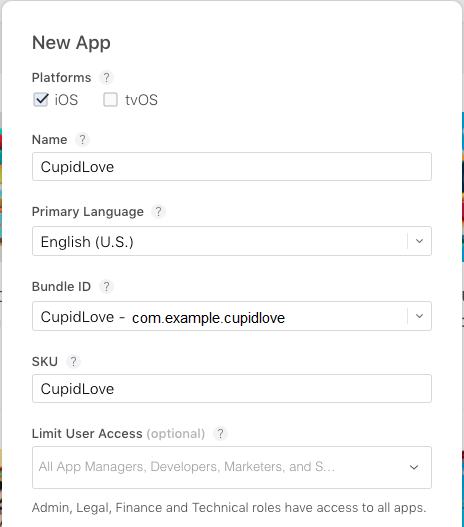 New App
Platforms ?
iOS tvOS
Name ?
CupidLove
Primary Language ?
English (U.S.)
Bundle ID ?
CupidLove - com.example.cupidlove
SKU ?
CupidLove
Limit User Access (optional) ?
All App Managers, Developers, Marketers, and S...
Admin, Legal, Finance and Technical roles have access to all apps.